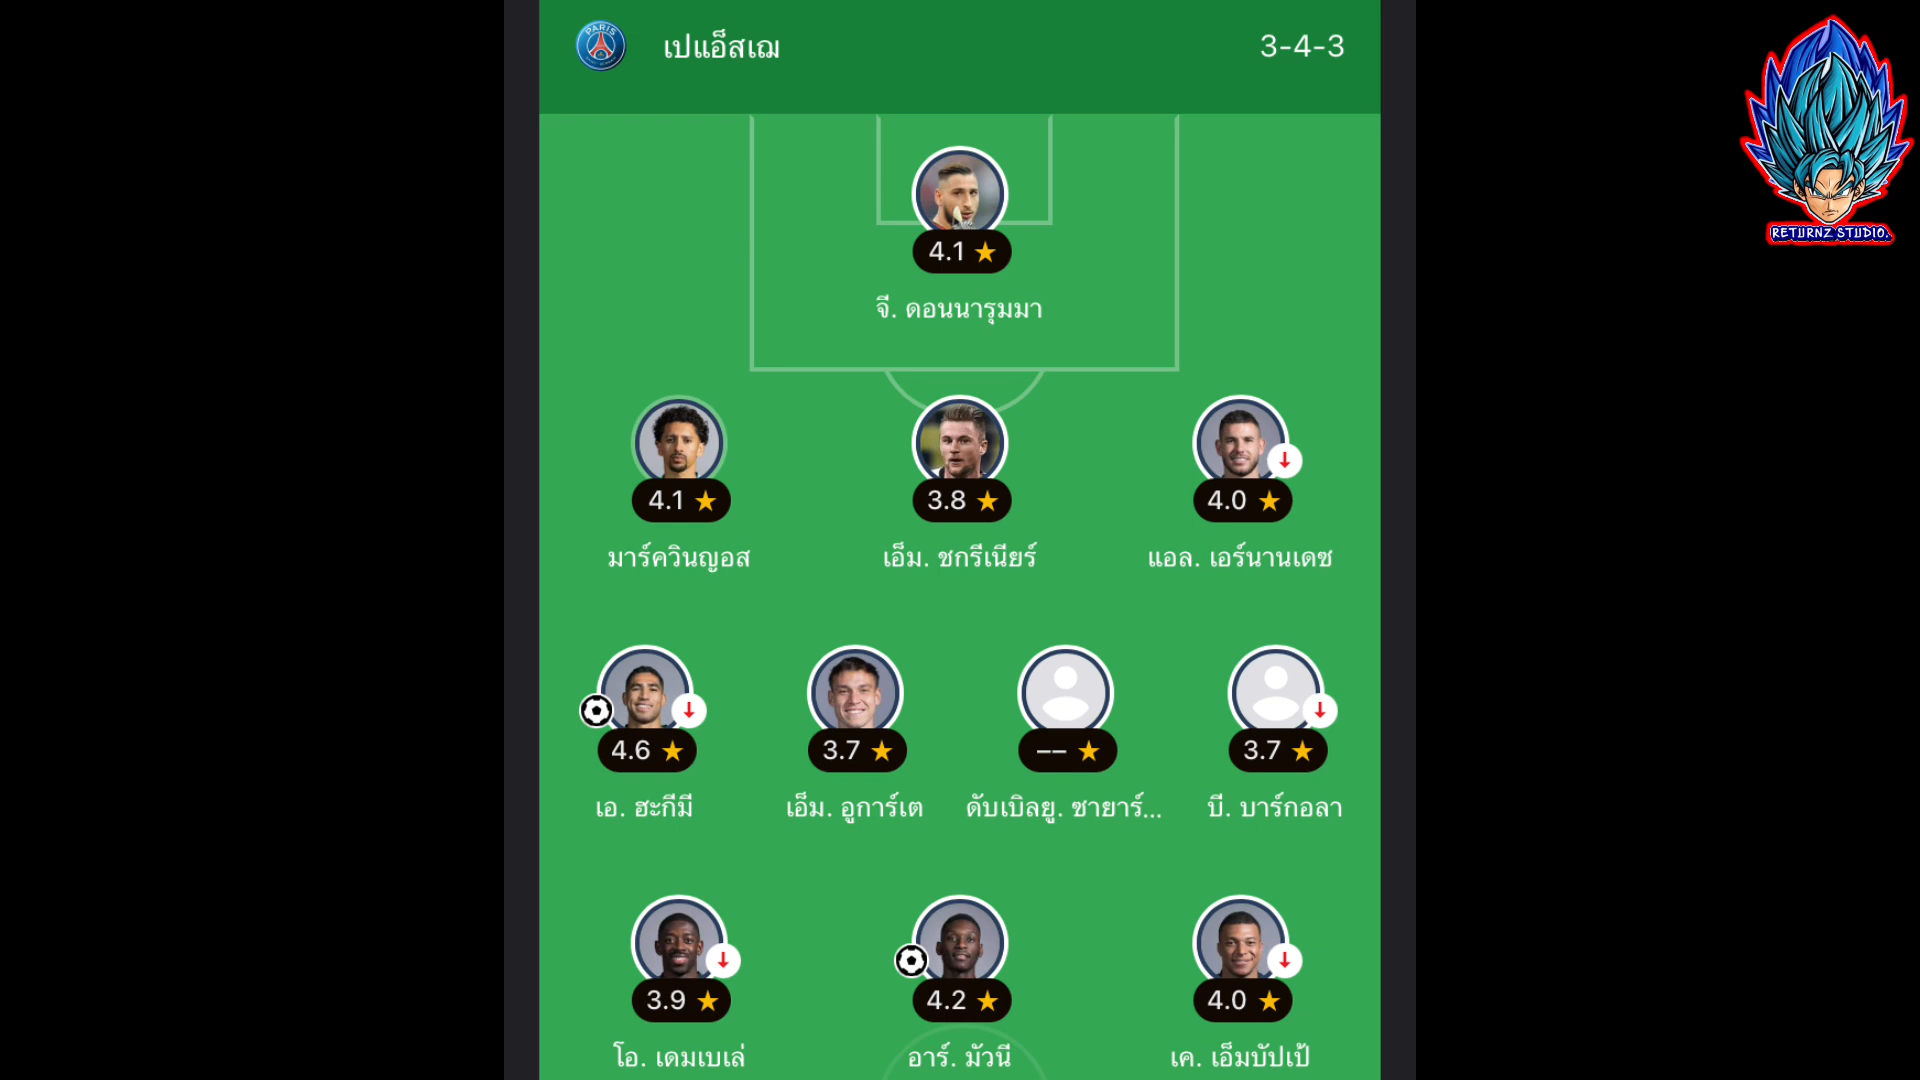 PARIS
เปแอ็สเฌ
3-4-3
4.1
จี. ดอนนารุมมา
4.1 3.8 4.0
มาร์ควินญอส เอ็ม. ชกรีเนียร์ แอล. เอร์นานเดซ
4.6 3.7 –– 3.7
เอ. ฮะกีมี เอ็ม. อูการ์เต ดับเบิลยู. ซายาร์... บี. บาร์กอลา
3.9 4.2 4.0
โอ. เดมเบเล่ อาร์. มัวนี เค. เอ็มบัปเป้
RETURNZ STUDIO.